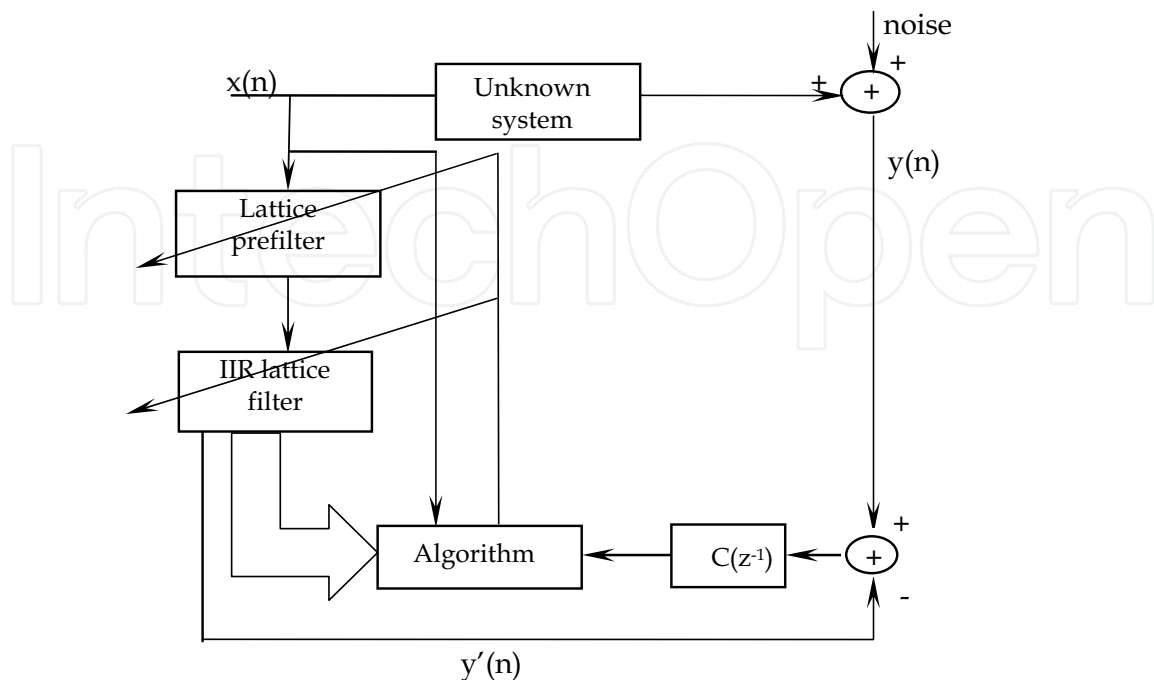 noise
+
x(n)
Unknown
system
+
+
y(n)
IntechOpen
Lattice
prefilter
IIR lattice
filter
+
Algorithm
C(z⁻¹)
+
-
y’(n)